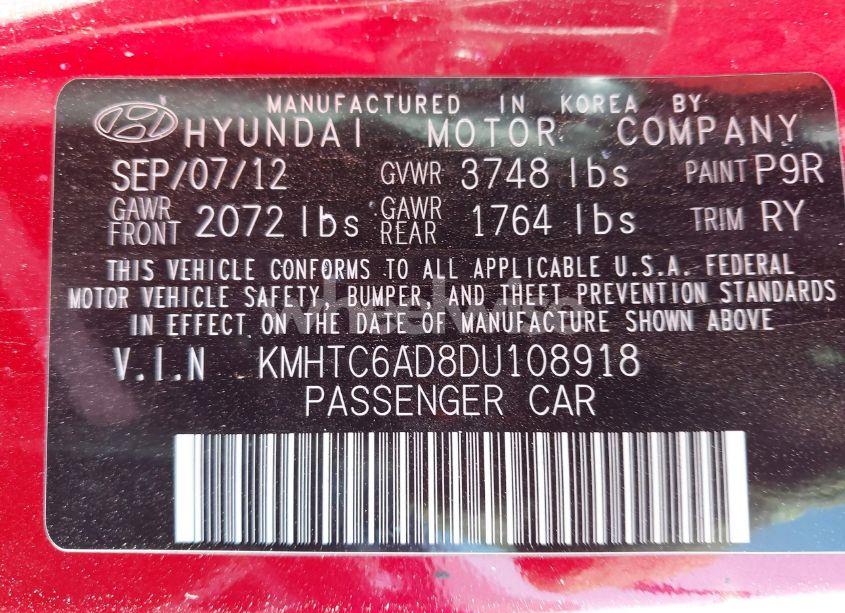 MANUFACTURED IN KOREA BY
HYUNDAI MOTOR COMPANY
SEP/07/12 GVWR 3748 lbs PAINT P9R
GAWR FRONT 2072 lbs GAWR REAR 1764 lbs TRIM RY
THIS VEHICLE CONFORMS TO ALL APPLICABLE U.S.A. FEDERAL
MOTOR VEHICLE SAFETY, BUMPER, AND THEFT PREVENTION STANDARDS
IN EFFECT ON THE DATE OF MANUFACTURE SHOWN ABOVE
V.I.N KMHTC6AD8DU108918
PASSENGER CAR